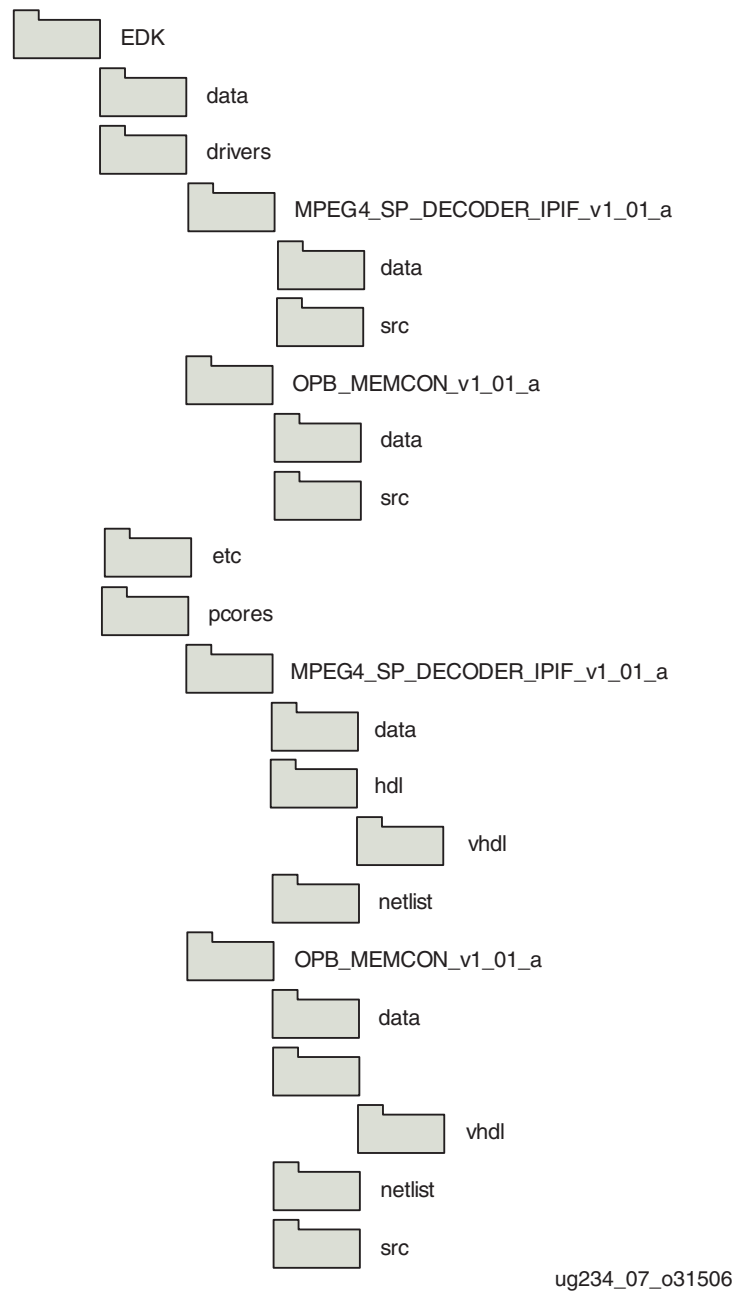 EDK
data
drivers
MPEG4_SP_DECODER_IPIF_v1_01_a
data
src
OPB_MEMCON_v1_01_a
data
src
etc
pcores
MPEG4_SP_DECODER_IPIF_v1_01_a
data
hdl
vhdl
netlist
OPB_MEMCON_v1_01_a
data
vhdl
netlist
src
ug234_07_o31506